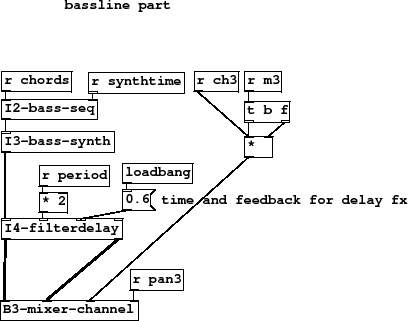 bassline part
r chords
r synthtime
r ch3
r m3
I2-bass-seq
t b f
I3-bass-synth
*
r period
loadbang
* 2
0.6
time and feedback for delay fx
I4-filterdelay
r pan3
B3-mixer-channel